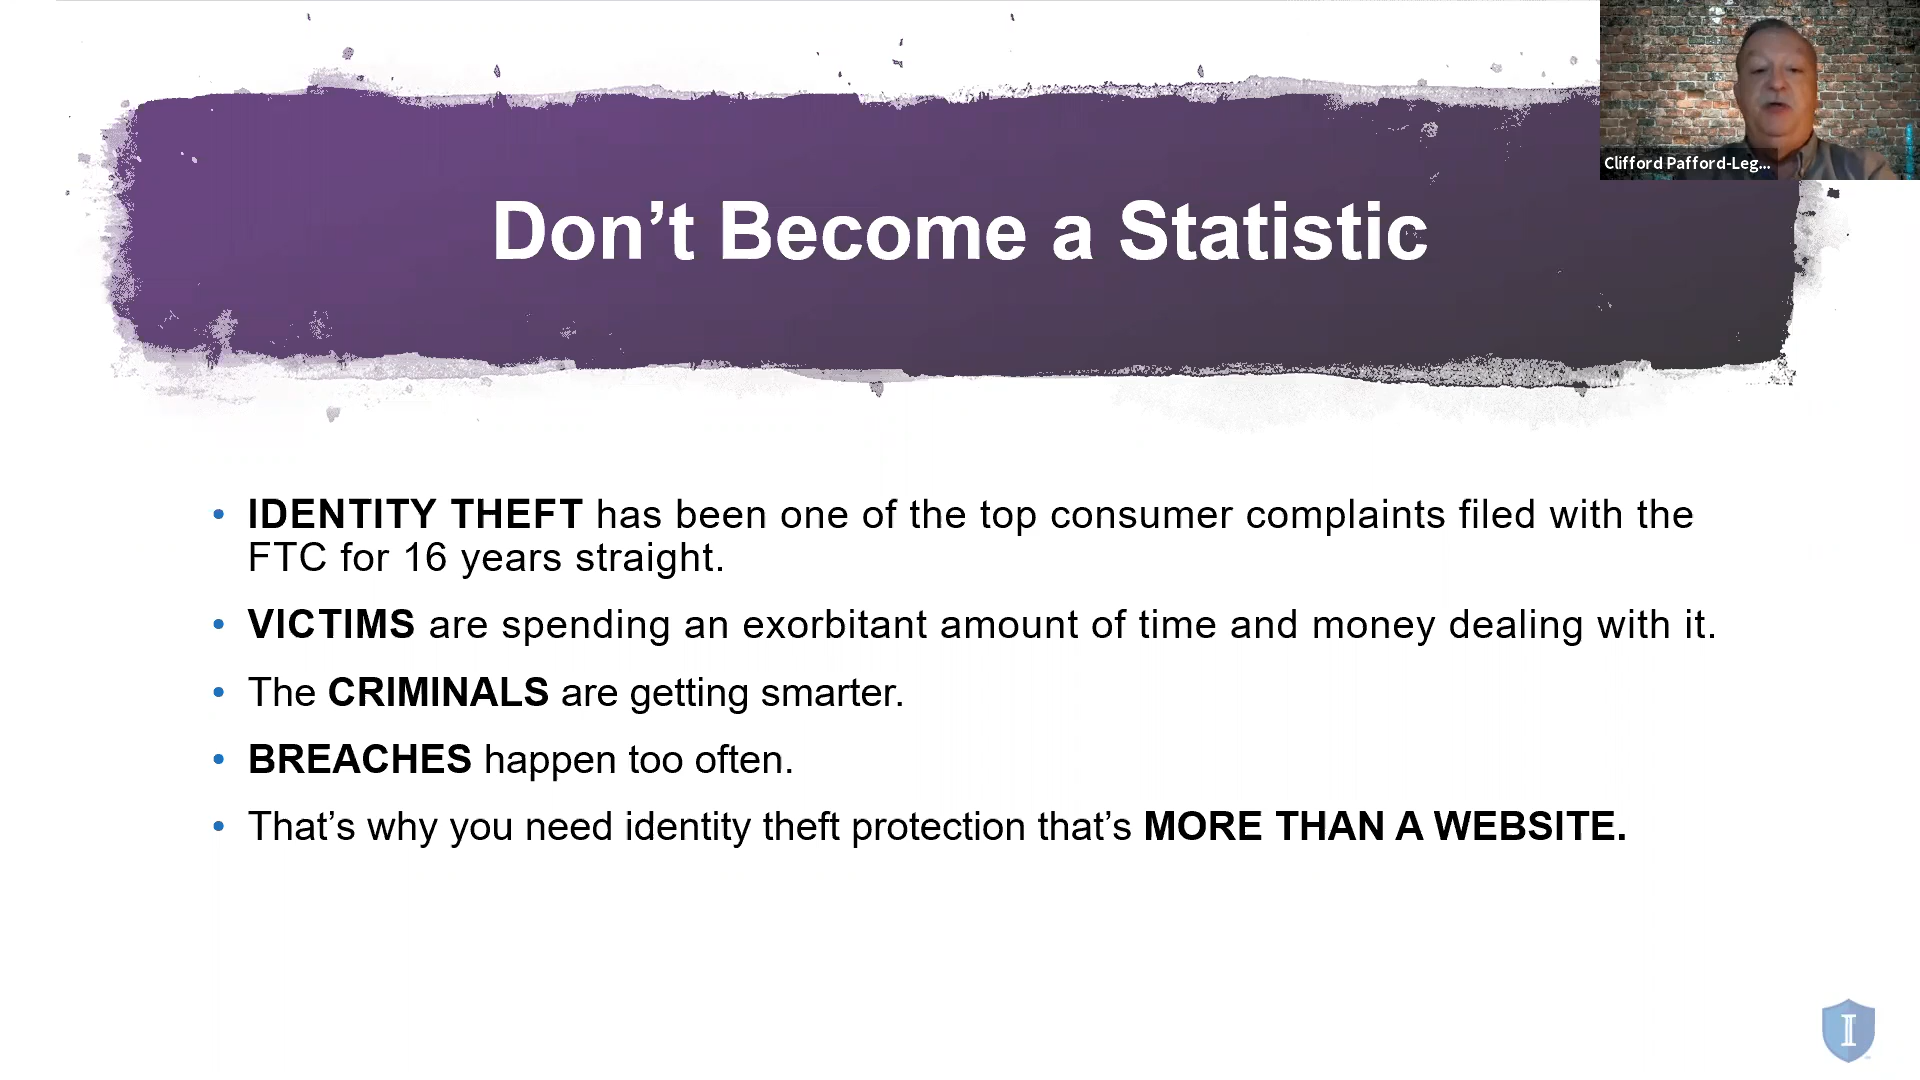 Clifford Pafford-Leg...
Don’t Become a Statistic
• IDENTITY THEFT has been one of the top consumer complaints filed with the
FTC for 16 years straight.
• VICTIMS are spending an exorbitant amount of time and money dealing with it.
• The CRIMINALS are getting smarter.
• BREACHES happen too often.
• That’s why you need identity theft protection that’s MORE THAN A WEBSITE.
I